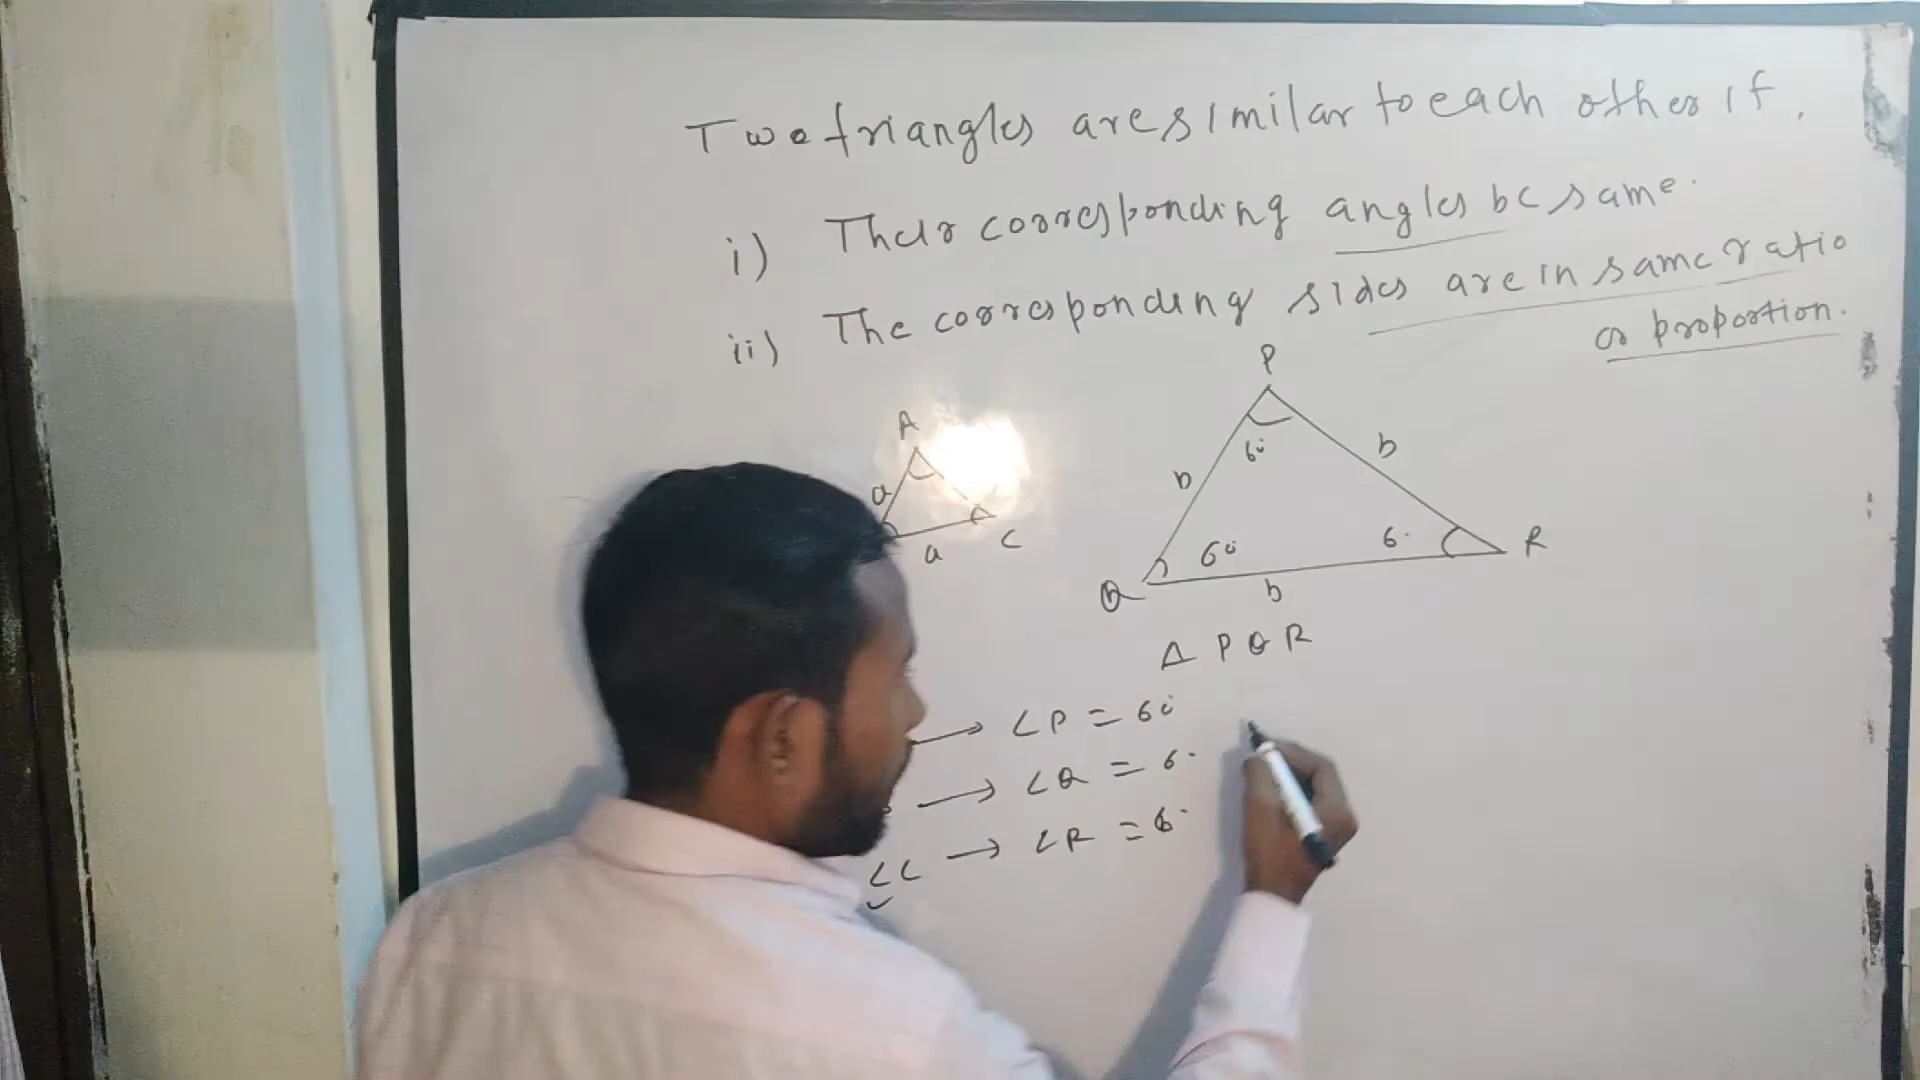 Two triangles are similar to each other if,
i) Their corresponding angles be same.
ii) The corresponding sides are in same ratio
or proportion.
P
A
a
60°
b
b
60°
6°
R
a
C
Q
b
Δ PQR
→ ∠P = 60°
→ ∠Q = 6°
∠C → ∠R = 6°